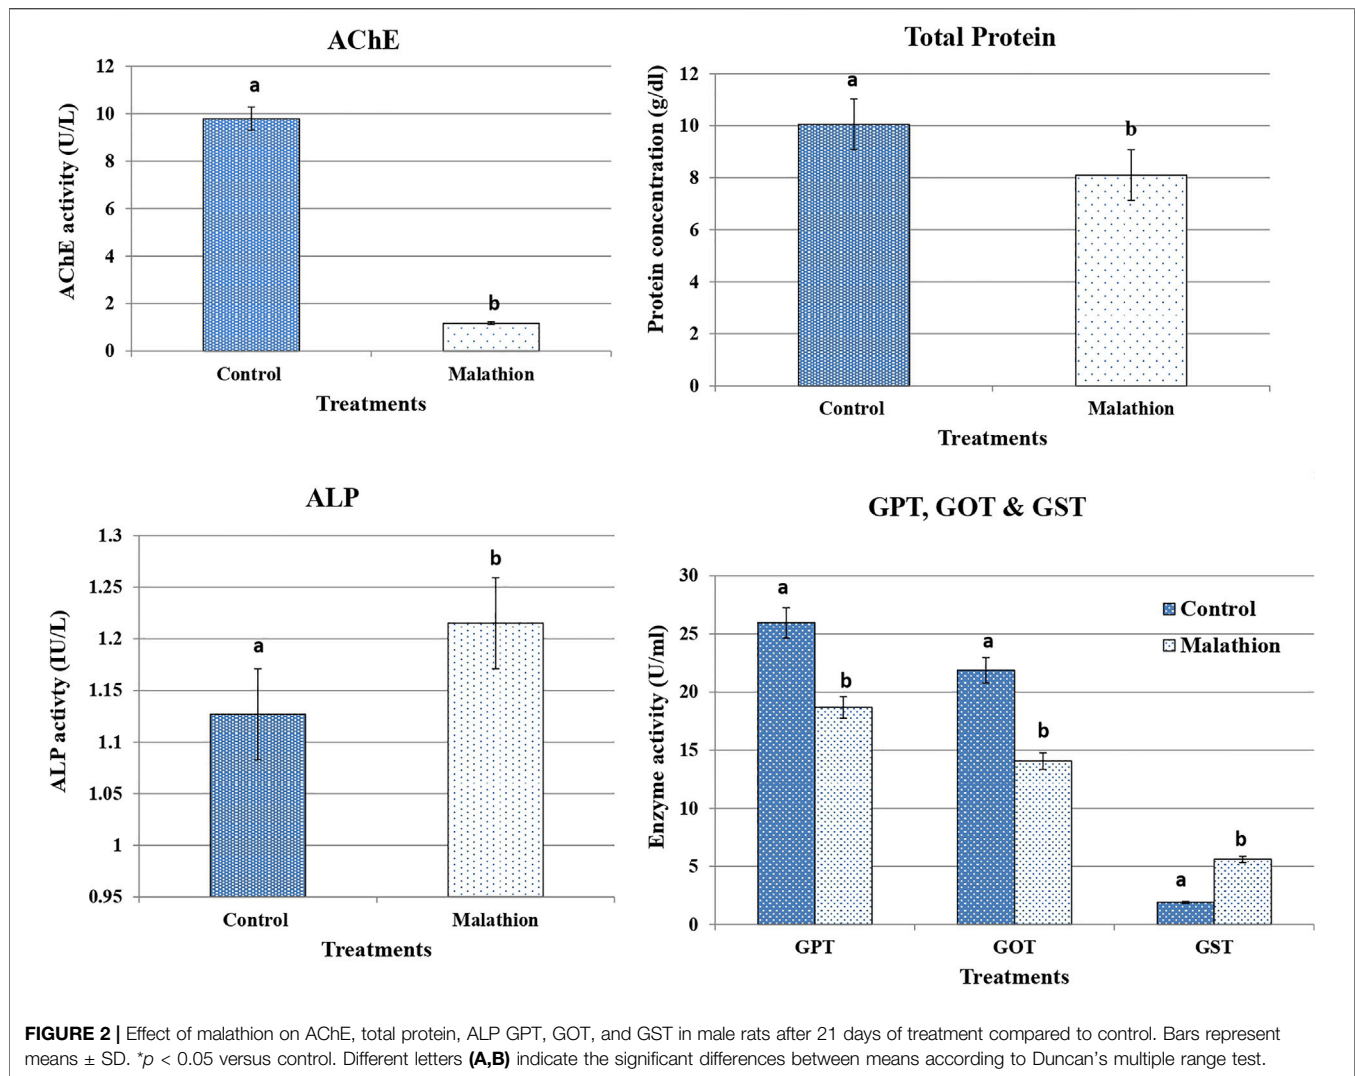 AChE
12
10
8
6
4
2
0
AChE activity (U/L)
a
b
Control Malathion
Treatments
Total Protein
12
10
8
6
4
2
0
Protein concentration (g/dl)
a
b
Control Malathion
Treatments
ALP
1.3
1.25
1.2
1.15
1.1
1.05
1
0.95
ALP activty (IU/L)
a
b
Control Malathion
Treatments
GPT, GOT & GST
30
25
20
15
10
5
0
Enzyme activity (U/ml)
a
b
a
b
a
b
Control
Malathion
GPT GOT GST
Treatments
FIGURE 2 | Effect of malathion on AChE, total protein, ALP GPT, GOT, and GST in male rats after 21 days of treatment compared to control. Bars represent
means ± SD. *p < 0.05 versus control. Different letters (A,B) indicate the significant differences between means according to Duncan's multiple range test.